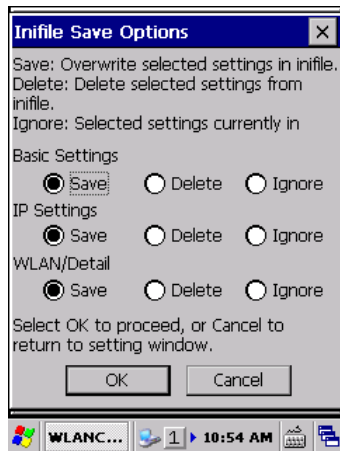 Inifile Save Options
Save: Overwrite selected settings in inifile.
Delete: Delete selected settings from
inifile.
Ignore: Selected settings currently in
Basic Settings
Save Delete Ignore
IP Settings
Save Delete Ignore
WLAN/Detail
Save Delete Ignore
Select OK to proceed, or Cancel to
return to setting window.
OK Cancel
WLANC... 1 10:54 AM